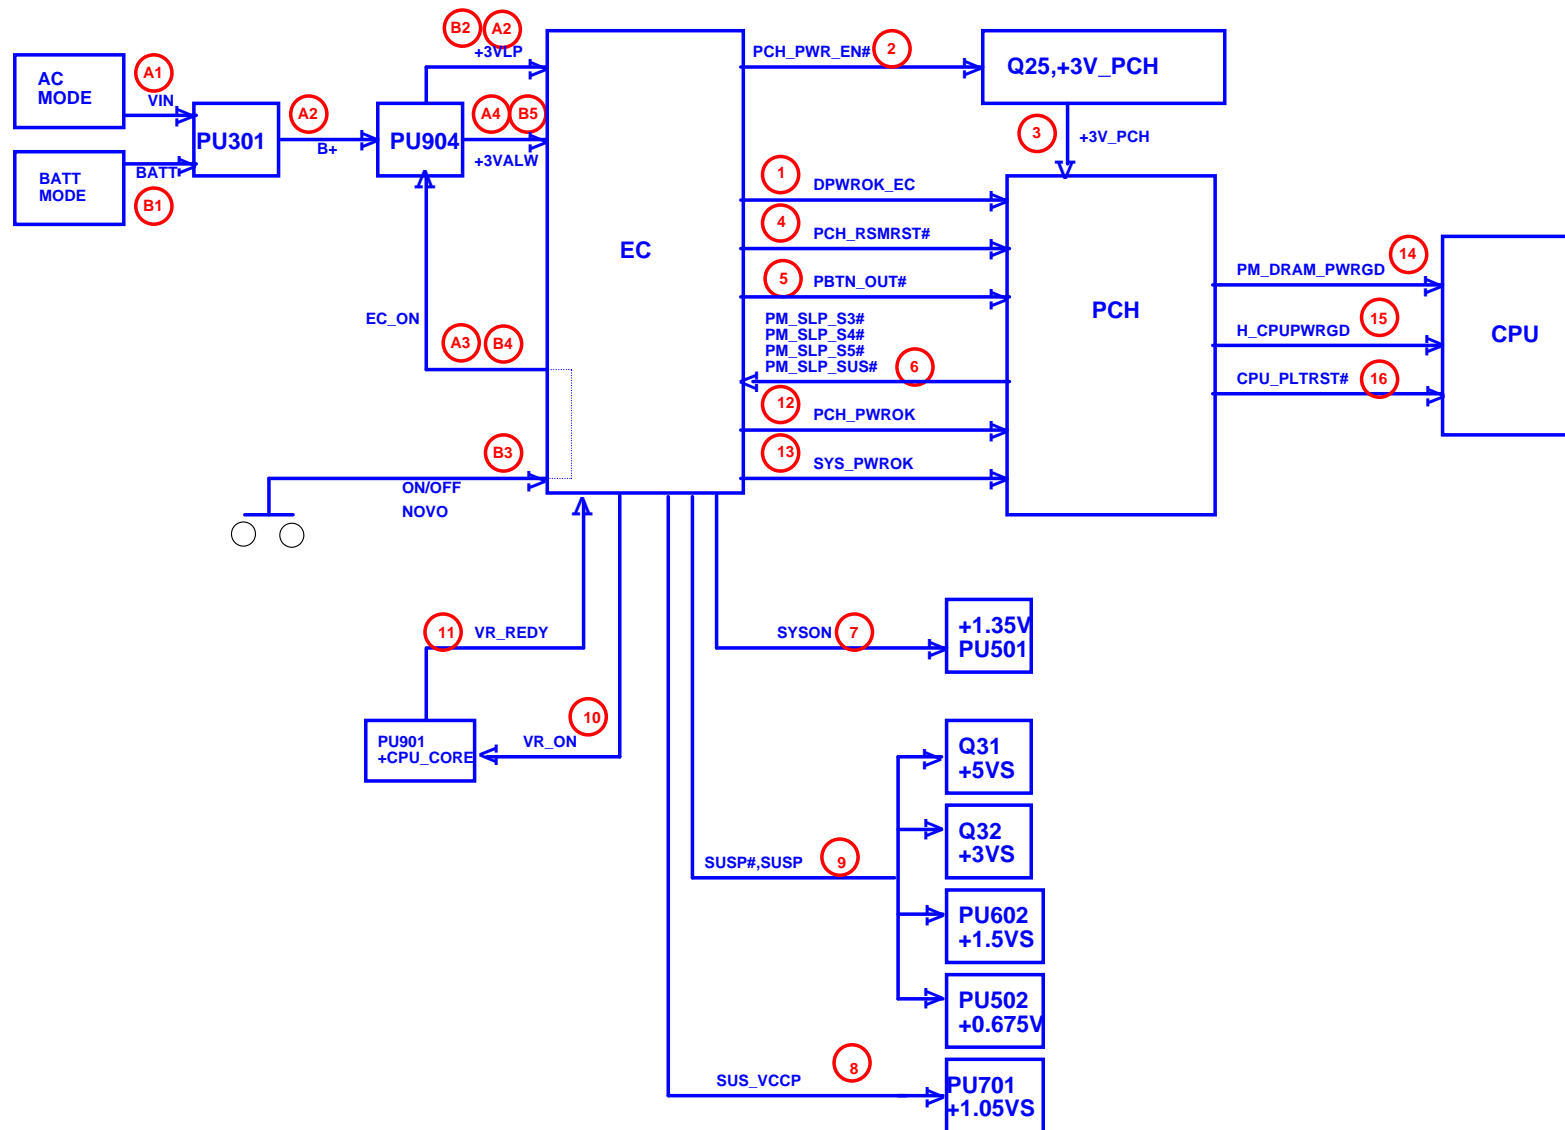 B2
A2
+3VLP
PCH_PWR_EN#
2
Q25,+3V_PCH
AC
MODE
A1
VIN
PU301
A2
B+
PU904
A4
B5
+3VALW
3
+3V_PCH
BATT
MODE
BATT
B1
1
DPWROK_EC
4
PCH_RSMRST#
EC
5
PBTN_OUT#
PCH
PM_SLP_S3#
PM_SLP_S4#
PM_SLP_S5#
PM_SLP_SUS#
6
PM_DRAM_PWRGD
14
H_CPUPWRGD
15
CPU_PLTRST#
16
CPU
EC_ON
A3
B4
12
PCH_PWROK
13
SYS_PWROK
B3
ON/OFF
NOVO
11
VR_REDY
SYSON
7
+1.35V
PU501
10
VR_ON
PU901
+CPU_CORE
Q31
+5VS
Q32
+3VS
SUSP#,SUSP
9
PU602
+1.5VS
PU502
+0.675V
SUS_VCCP
8
PU701
+1.05VS